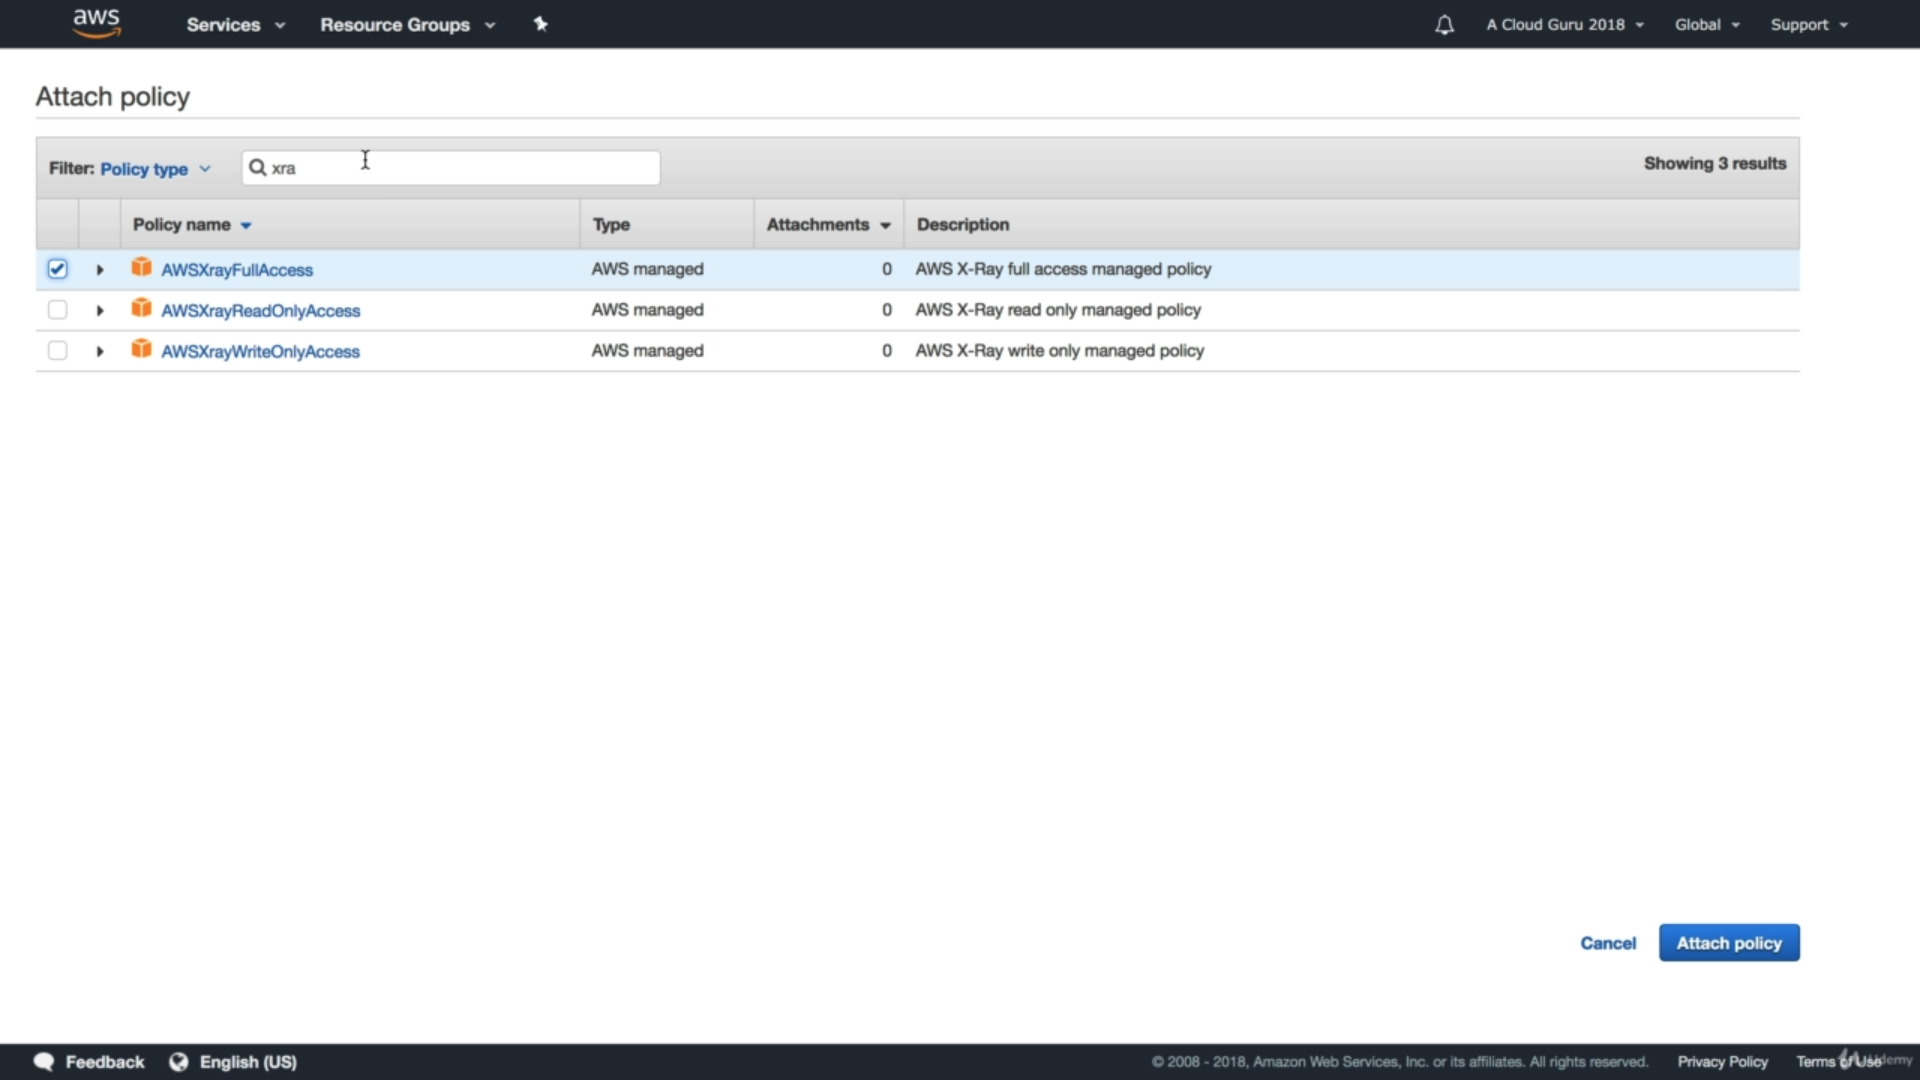 aws Services Resource Groups A Cloud Guru 2018 Global Support
Attach policy
Filter: Policy type xra Showing 3 results
Policy name Type Attachments Description
AWSXrayFullAccess AWS managed 0 AWS X-Ray full access managed policy
AWSXrayReadOnlyAccess AWS managed 0 AWS X-Ray read only managed policy
AWSXrayWriteOnlyAccess AWS managed 0 AWS X-Ray write only managed policy
Cancel Attach policy
Feedback English (US) © 2008 - 2018, Amazon Web Services, Inc. or its affiliates. All rights reserved. Privacy Policy Terms of Use